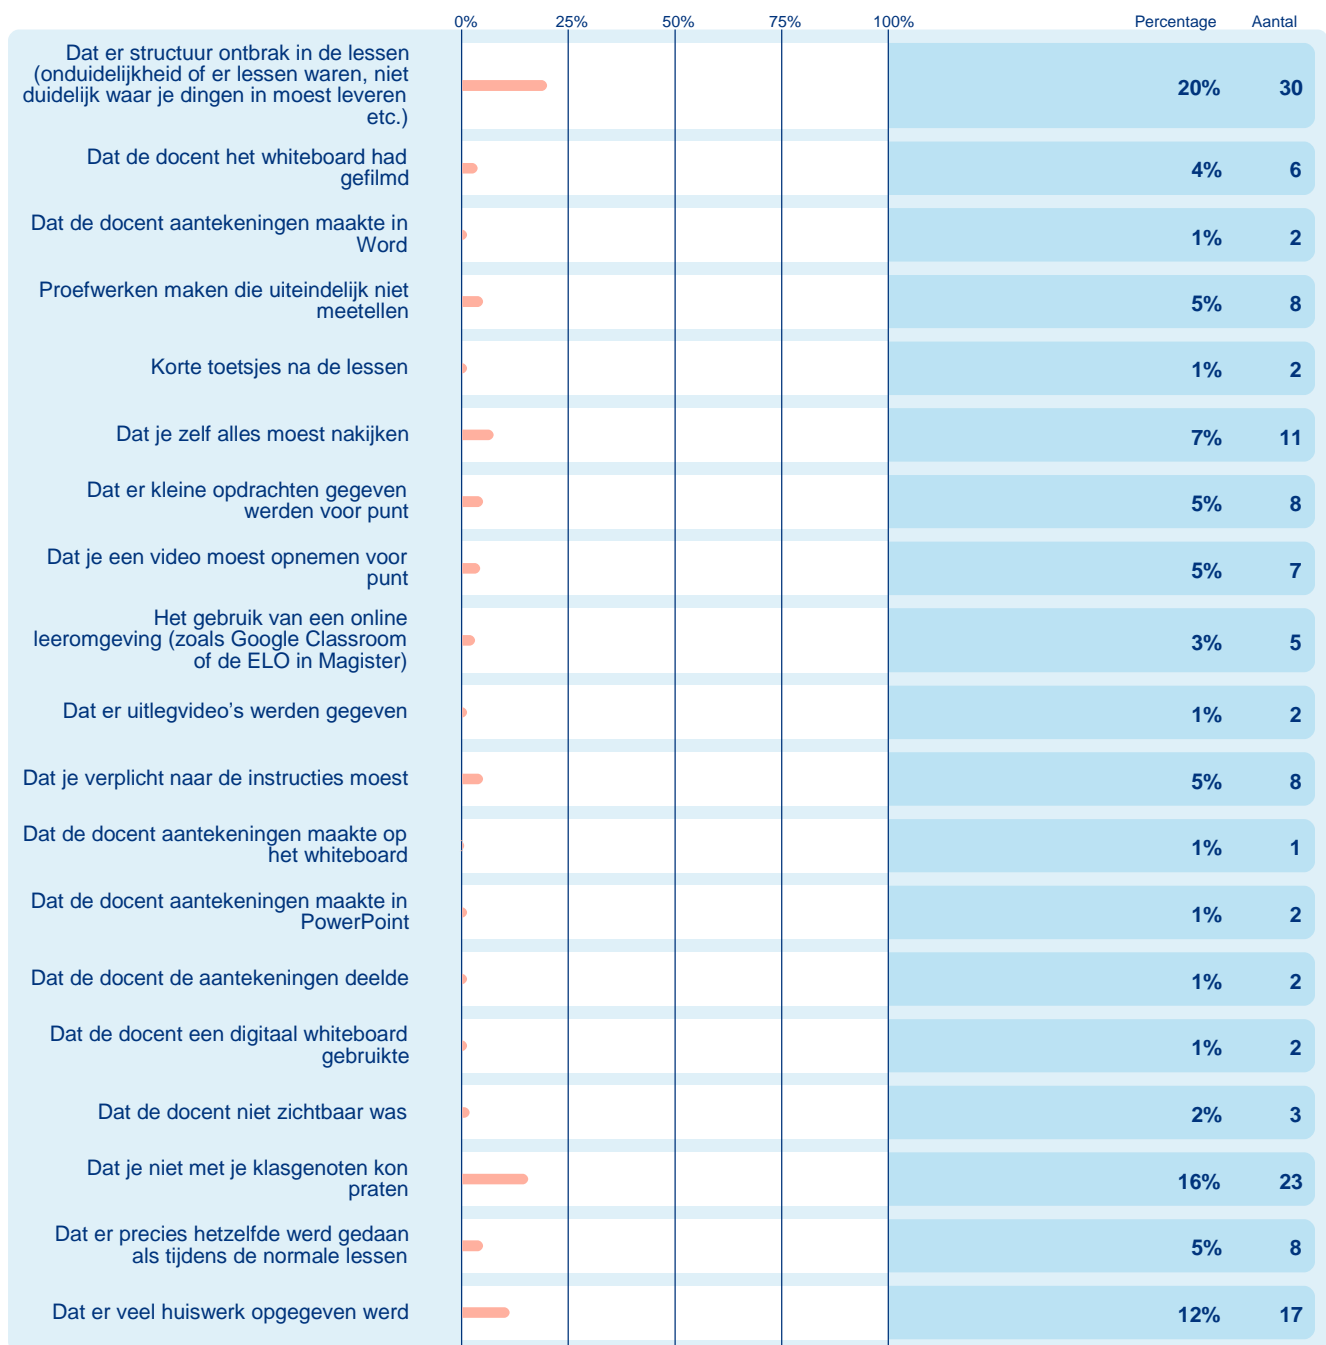 0% 25% 50% 75% 100% Percentage Aantal
Dat er structuur ontbrak in de lessen
(onduidelijkheid of er lessen waren, niet
duidelijk waar je dingen in moest leveren
etc.)
20% 30
Dat de docent het whiteboard had
gefilmd
4% 6
Dat de docent aantekeningen maakte in
Word
1% 2
Proefwerken maken die uiteindelijk niet
meetellen
5% 8
Korte toetsjes na de lessen
1% 2
Dat je zelf alles moest nakijken
7% 11
Dat er kleine opdrachten gegeven
werden voor punt
5% 8
Dat je een video moest opnemen voor
punt
5% 7
Het gebruik van een online
leeromgeving (zoals Google Classroom
of de ELO in Magister)
3% 5
Dat er uitlegvideo’s werden gegeven
1% 2
Dat je verplicht naar de instructies moest
5% 8
Dat de docent aantekeningen maakte op
het whiteboard
1% 1
Dat de docent aantekeningen maakte in
PowerPoint
1% 2
Dat de docent de aantekeningen deelde
1% 2
Dat de docent een digitaal whiteboard
gebruikte
1% 2
Dat de docent niet zichtbaar was
2% 3
Dat je niet met je klasgenoten kon
praten
16% 23
Dat er precies hetzelfde werd gedaan
als tijdens de normale lessen
5% 8
Dat er veel huiswerk opgegeven werd
12% 17